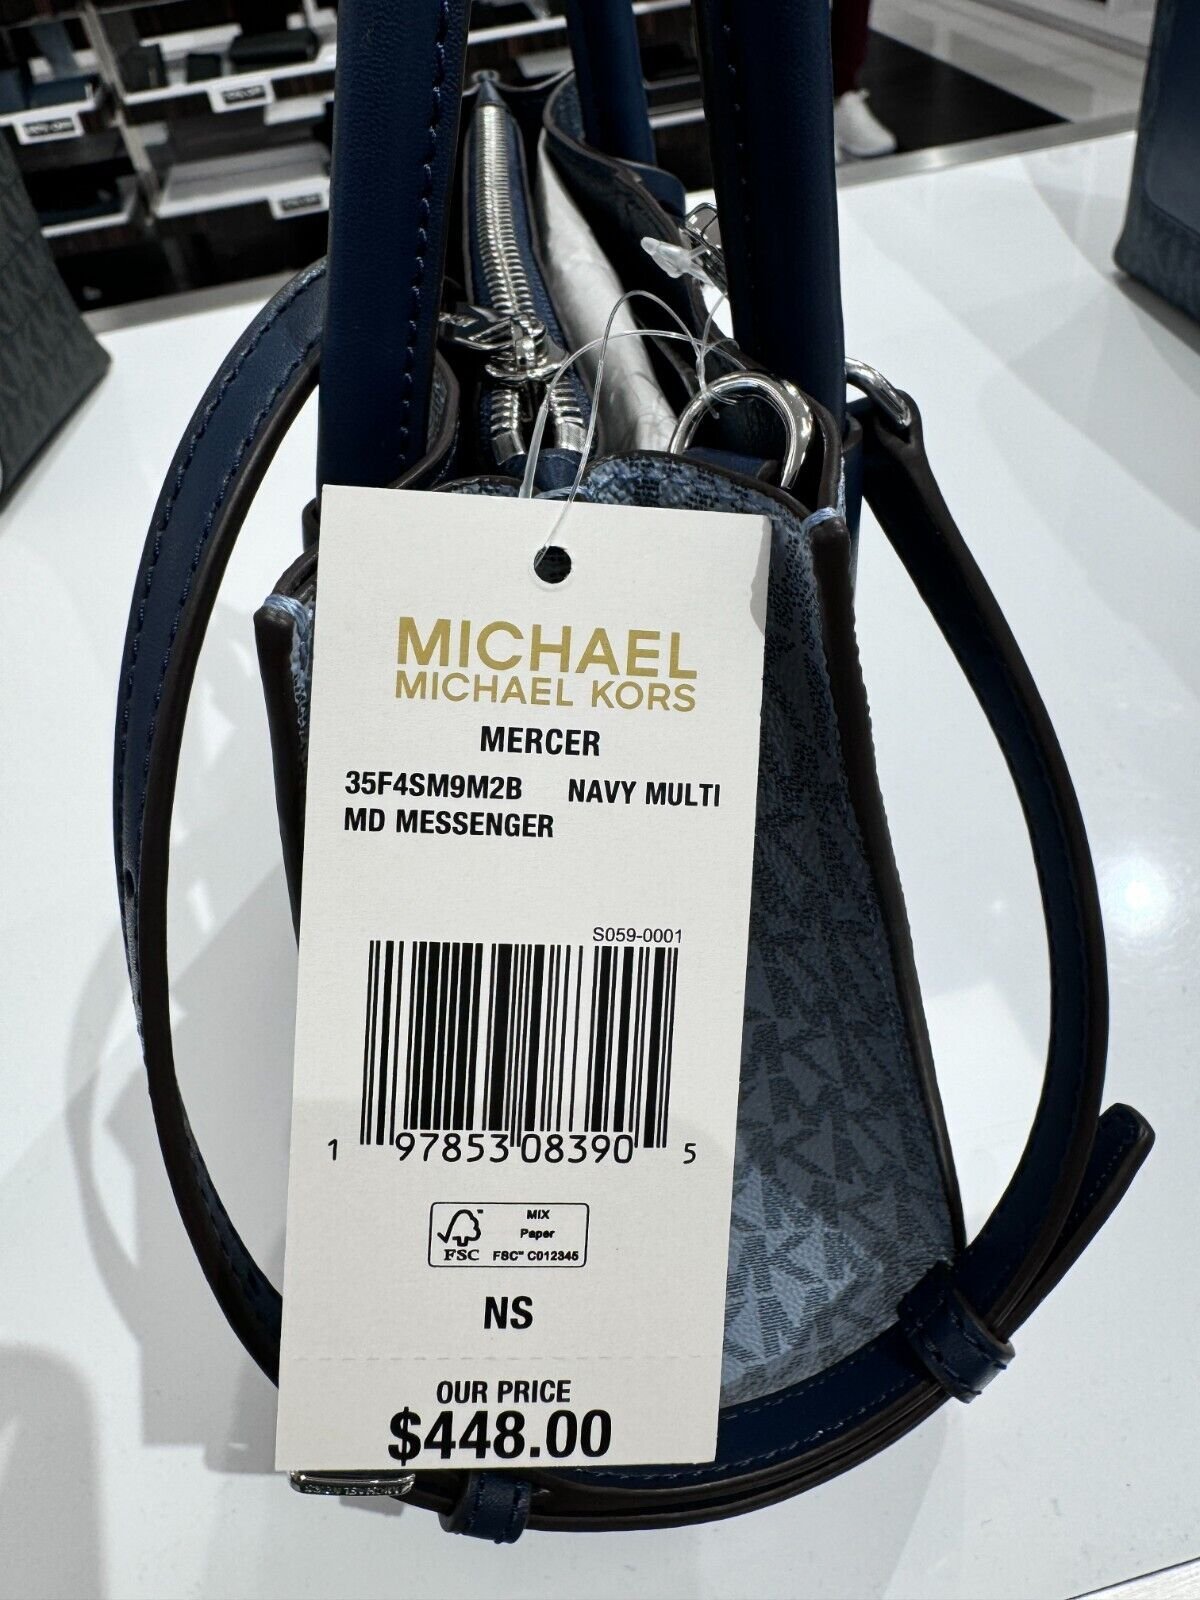 MICHAEL
MICHAEL KORS
MERCER
35F4SM9M2B NAVY MULTI
MD MESSENGER
S059-0001
1 97853 08390 5
FSC
MIX
Paper
FSC™ C012345
NS
OUR PRICE
$448.00